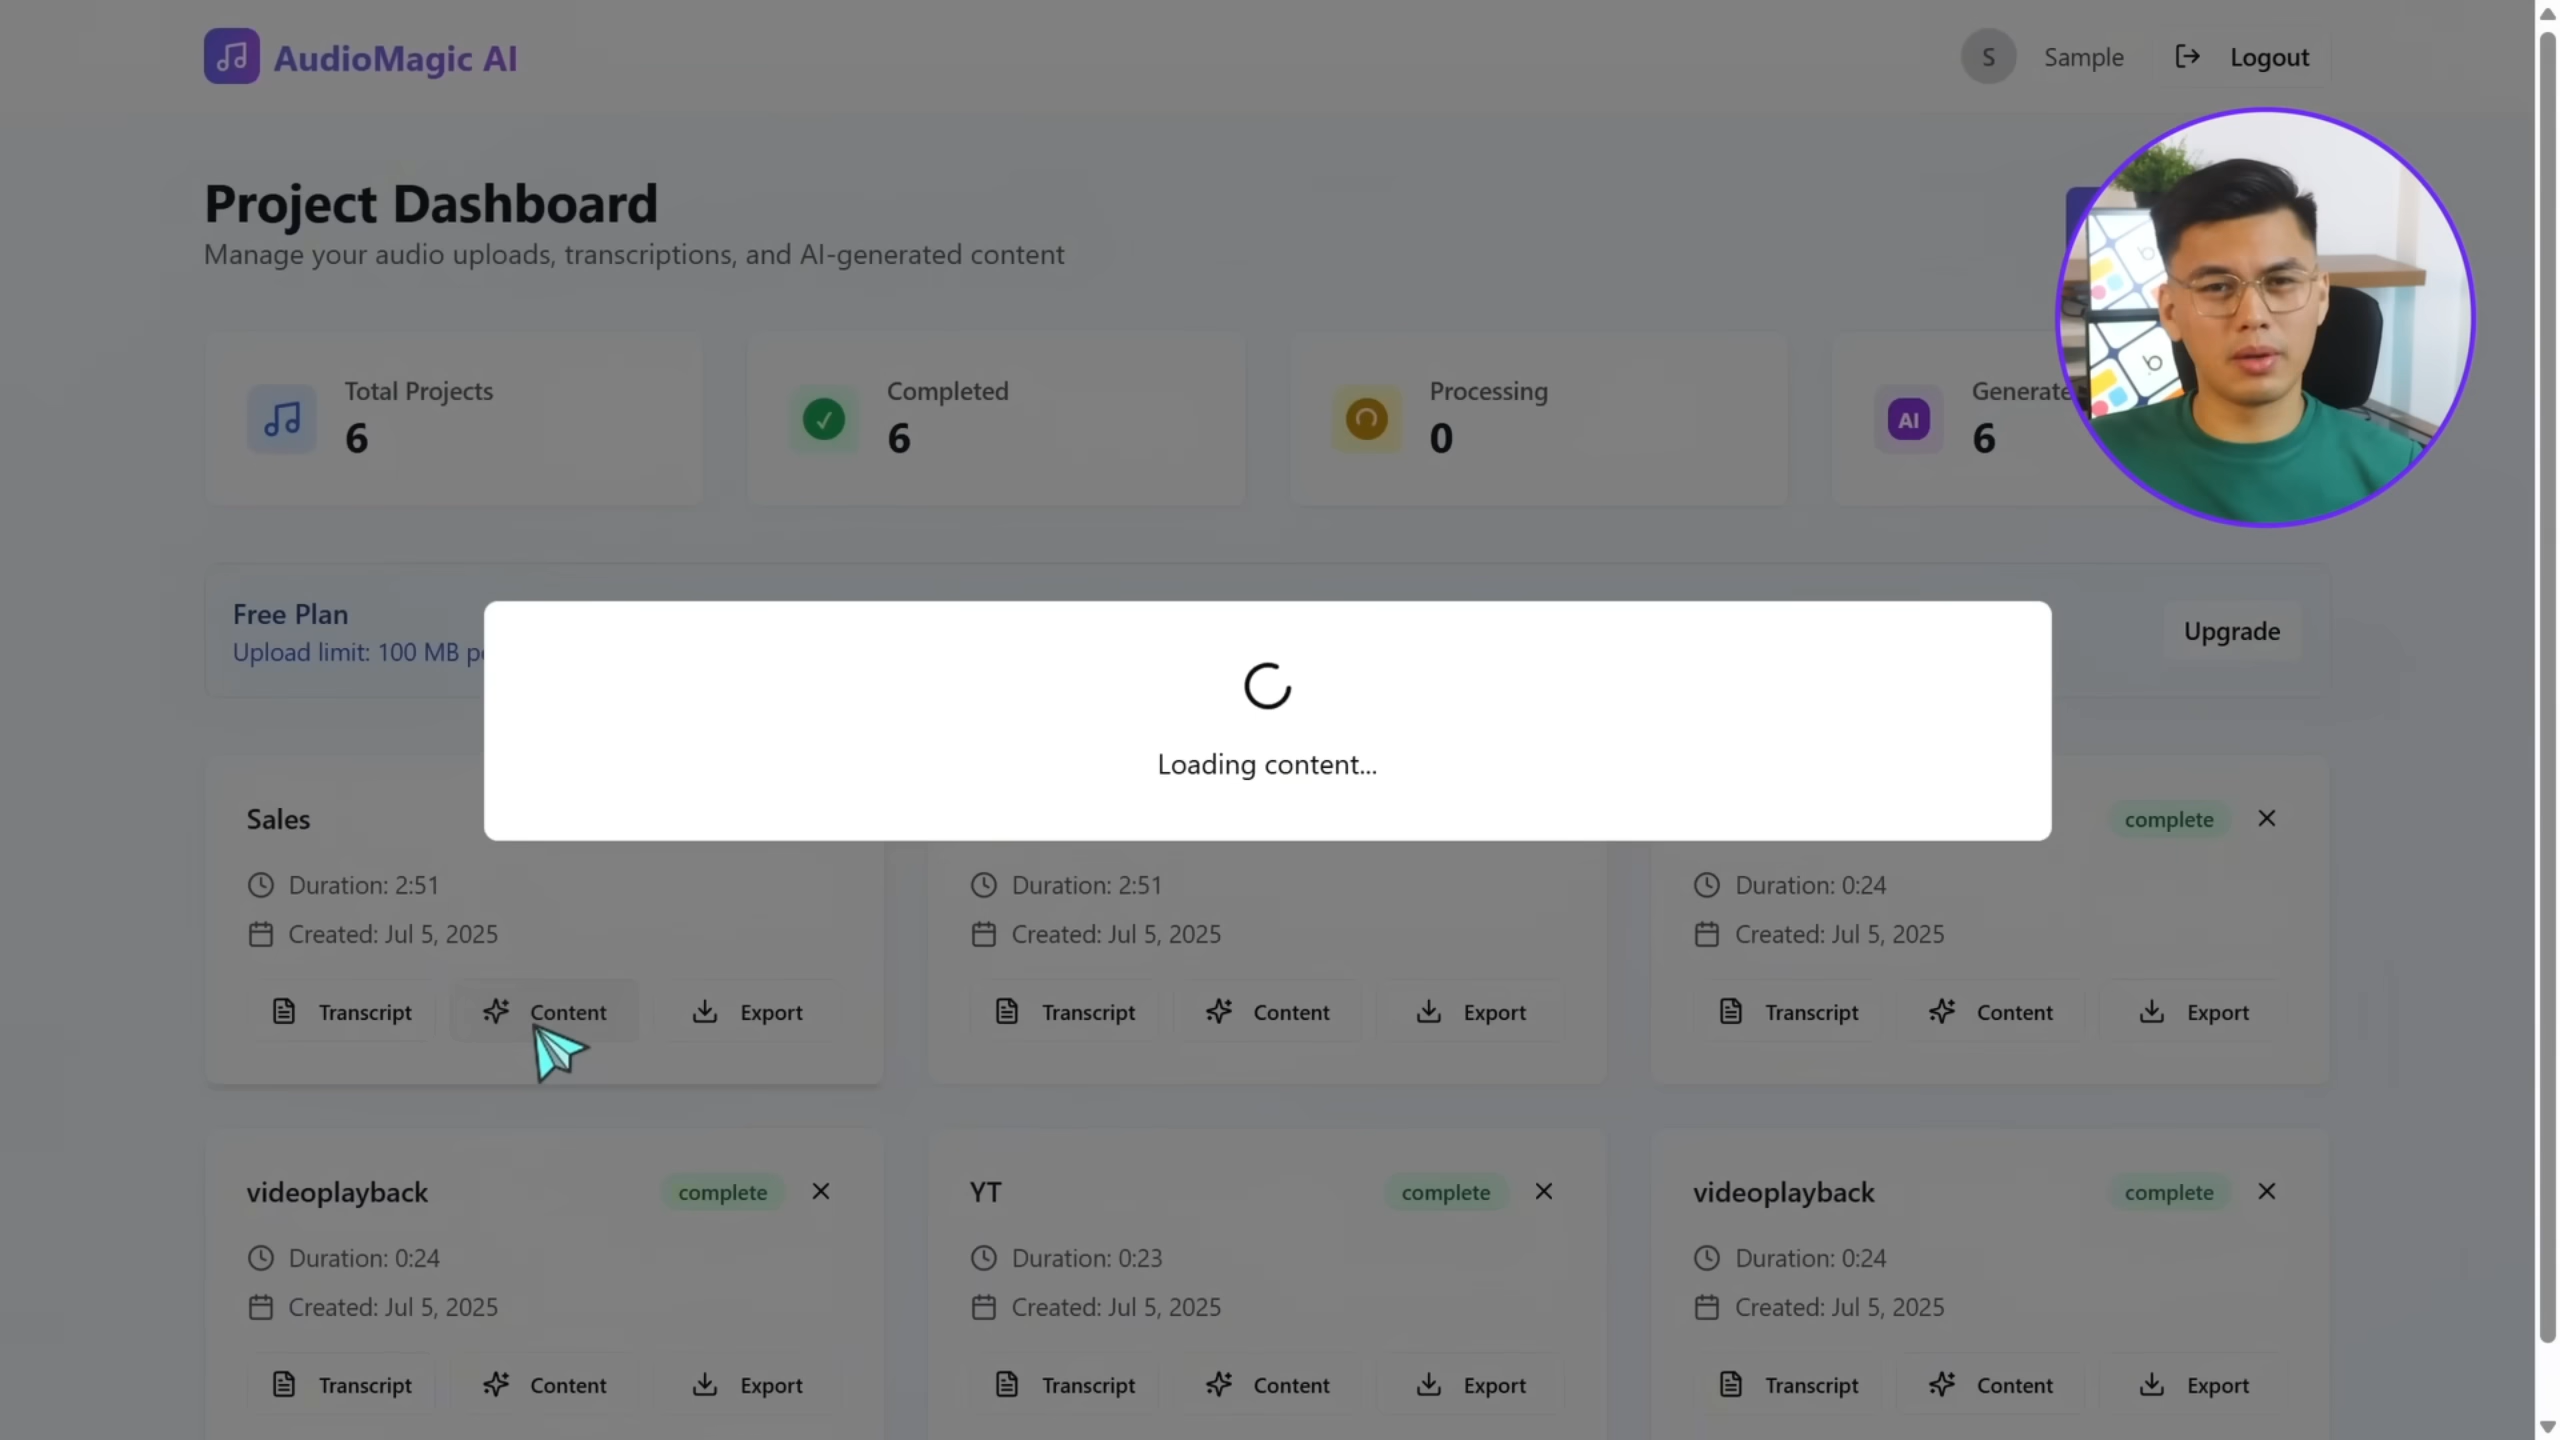 AudioMagic AI
S Sample Logout
Project Dashboard
Manage your audio uploads, transcriptions, and AI-generated content
Total Projects
6
Completed
6
Processing
0
AI
Generate
6
Free Plan
Upload limit: 100 MB
Upgrade
Loading content...
Sales
Duration: 2:51
Created: Jul 5, 2025
Transcript Content Export
Duration: 2:51
Created: Jul 5, 2025
Transcript Content Export
complete
Duration: 0:24
Created: Jul 5, 2025
Transcript Content Export
videoplayback complete
Duration: 0:24
Created: Jul 5, 2025
Transcript Content Export
YT complete
Duration: 0:23
Created: Jul 5, 2025
Transcript Content Export
videoplayback complete
Duration: 0:24
Created: Jul 5, 2025
Transcript Content Export